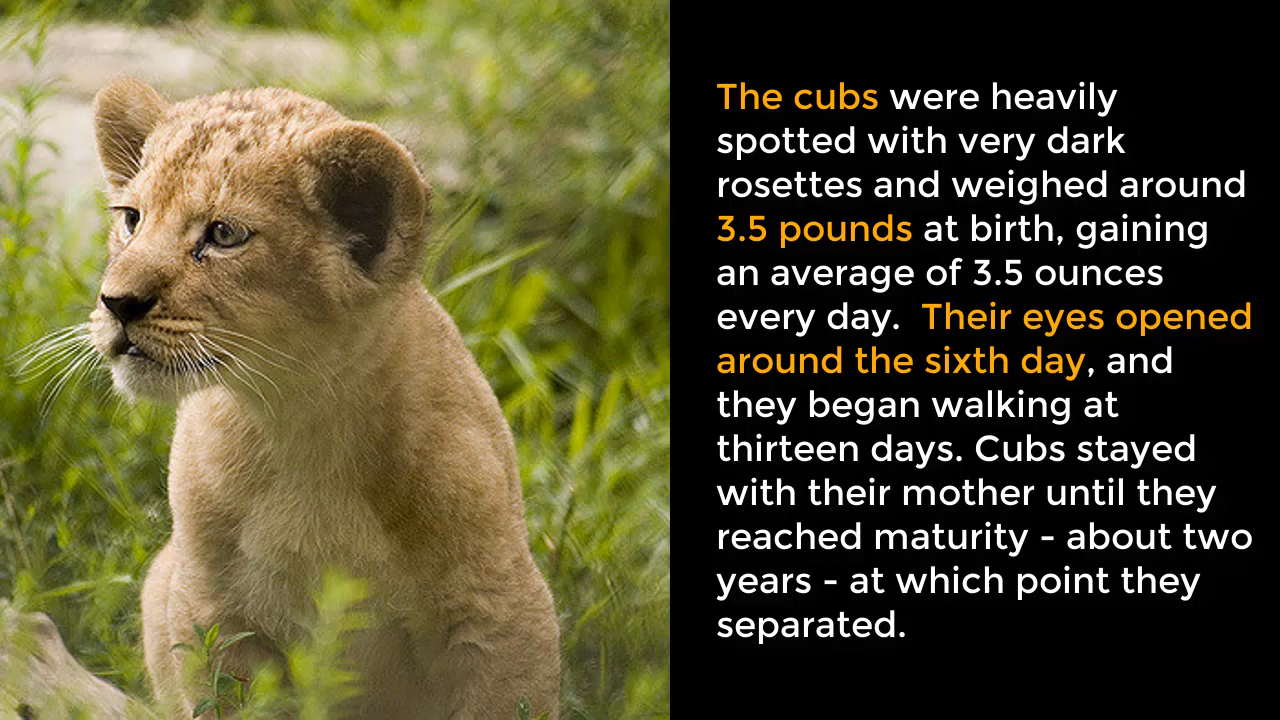 The cubs were heavily
spotted with very dark
rosettes and weighed around
3.5 pounds at birth, gaining
an average of 3.5 ounces
every day.  Their eyes opened
around the sixth day, and
they began walking at
thirteen days. Cubs stayed
with their mother until they
reached maturity - about two
years - at which point they
separated.